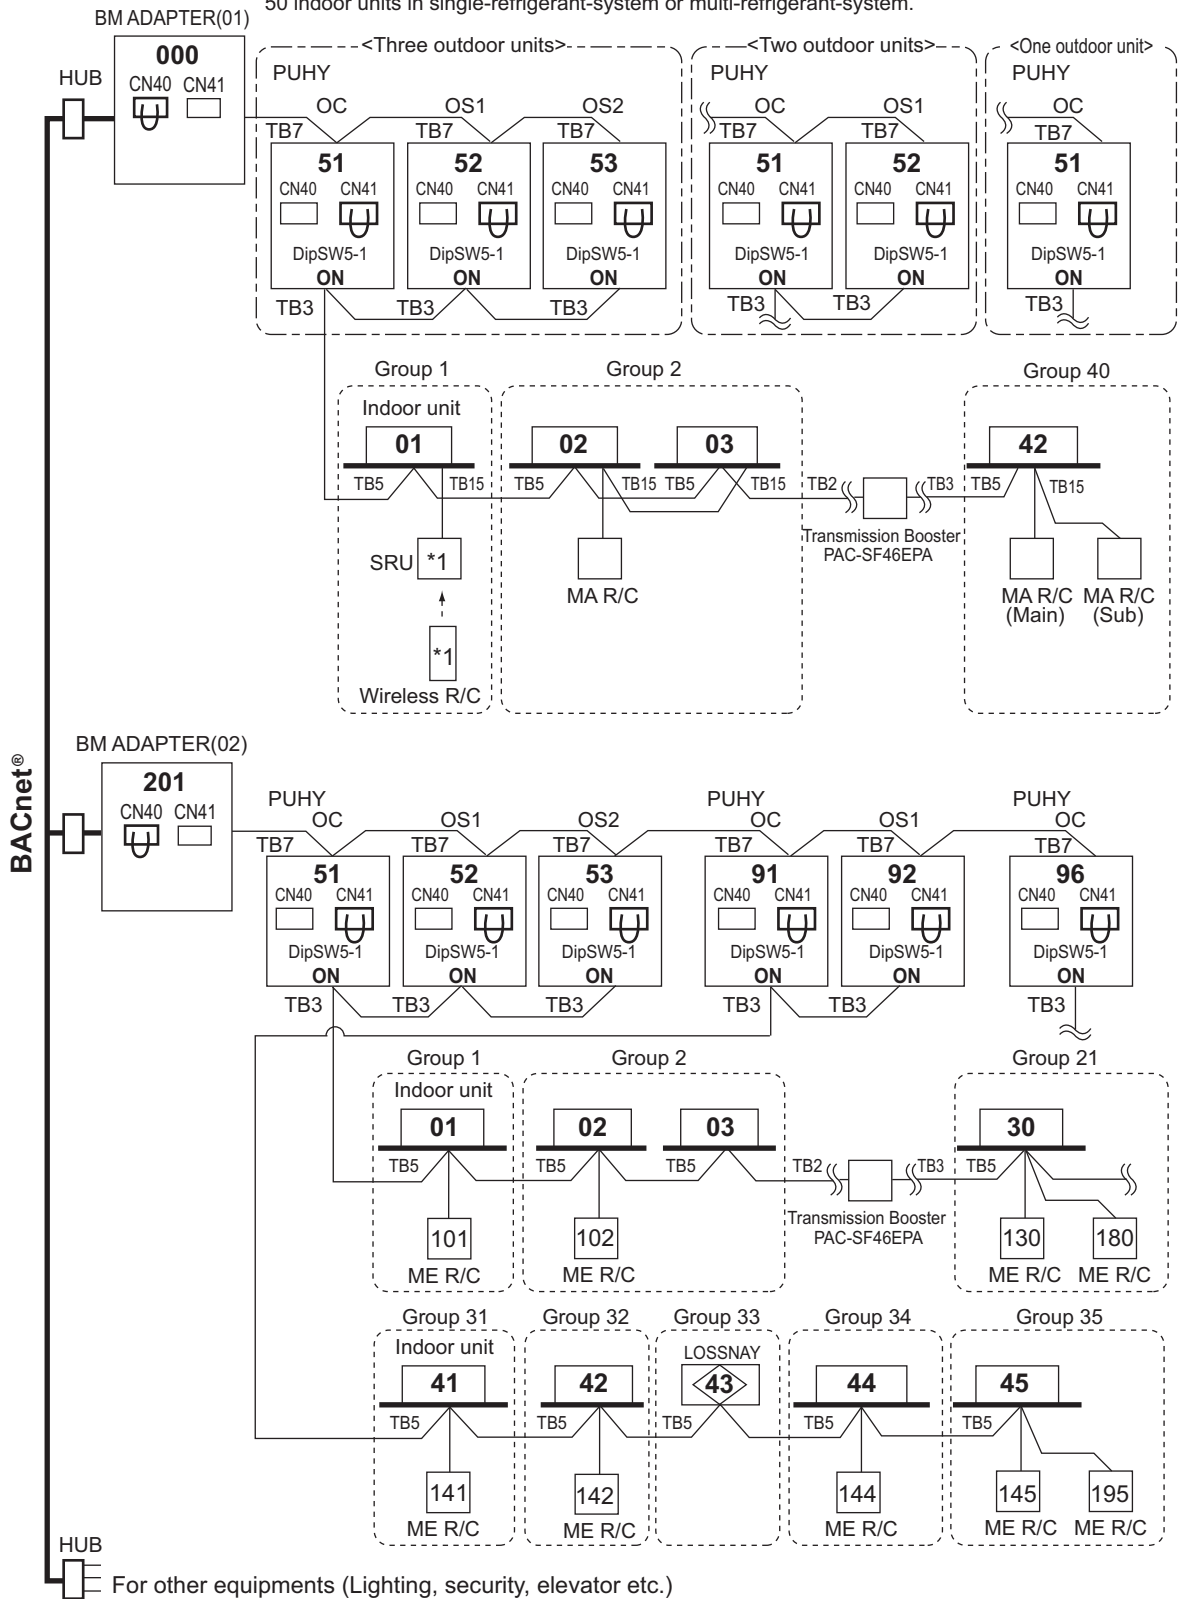 50 indoor units in single-refrigerant-system or multi-refrigerant-system.
BM ADAPTER(01)
000
CN40 CN41
HUB
<Three outdoor units>
<Two outdoor units>
<One outdoor unit>
PUHY PUHY PUHY
OC OS1 OS2 OC OS1 OC
TB7 TB7 TB7 TB7 TB7 TB7
51 52 53 51 52 51
CN40 CN41 CN40 CN41 CN40 CN41 CN40 CN41 CN40 CN41 CN40 CN41
DipSW5-1 DipSW5-1 DipSW5-1 DipSW5-1 DipSW5-1 DipSW5-1
ON ON ON ON ON ON
TB3 TB3 TB3 TB3 TB3 TB3
Group 1 Group 2 Group 40
Indoor unit
01 02 03 42
TB5 TB15 TB5 TB15 TB5 TB15 TB2 TB3 TB5 TB15
Transmission Booster
PAC-SF46EPA
SRU *1
MA R/C
MA R/C MA R/C
(Main) (Sub)
*1
Wireless R/C
BACnet®
BM ADAPTER(02)
201
CN40 CN41
PUHY PUHY PUHY
OC OS1 OS2 OC OS1 OC
TB7 TB7 TB7 TB7 TB7 TB7
51 52 53 91 92 96
CN40 CN41 CN40 CN41 CN40 CN41 CN40 CN41 CN40 CN41 CN40 CN41
DipSW5-1 DipSW5-1 DipSW5-1 DipSW5-1 DipSW5-1 DipSW5-1
ON ON ON ON ON ON
TB3 TB3 TB3 TB3 TB3 TB3
Group 1 Group 2 Group 21
Indoor unit
01 02 03 30
TB5 TB5 TB5 TB2 TB3 TB5
Transmission Booster
PAC-SF46EPA
101 102 130 180
ME R/C ME R/C ME R/C ME R/C
Group 31 Group 32 Group 33 Group 34 Group 35
Indoor unit
LOSSNAY
41 42 43 44 45
TB5 TB5 TB5 TB5 TB5
141 142 144 145 195
ME R/C ME R/C ME R/C ME R/C ME R/C
HUB
For other equipments (Lighting, security, elevator etc.)